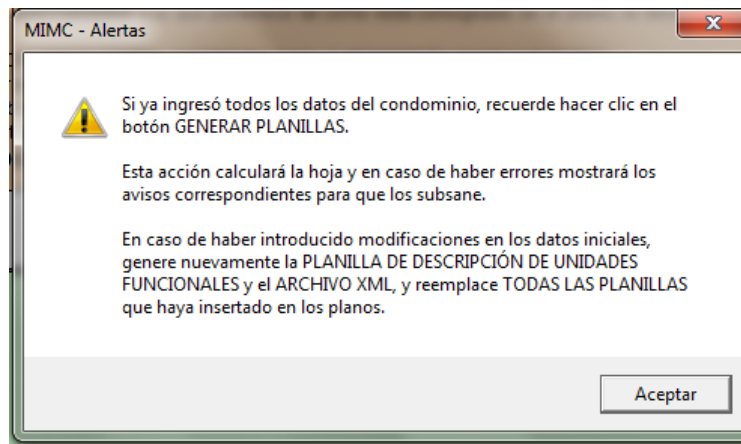 MIMC - Alertas
Si ya ingresó todos los datos del condominio, recuerde hacer clic en el
botón GENERAR PLANILLAS.
Esta acción calculará la hoja y en caso de haber errores mostrará los
avisos correspondientes para que los subsane.
En caso de haber introducido modificaciones en los datos iniciales,
genere nuevamente la PLANILLA DE DESCRIPCIÓN DE UNIDADES
FUNCIONALES y el ARCHIVO XML, y reemplace TODAS LAS PLANILLAS
que haya insertado en los planos.
Aceptar